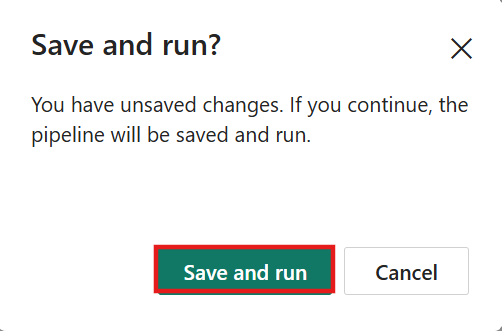 Save and run?
You have unsaved changes. If you continue, the
pipeline will be saved and run.
Save and run
Cancel